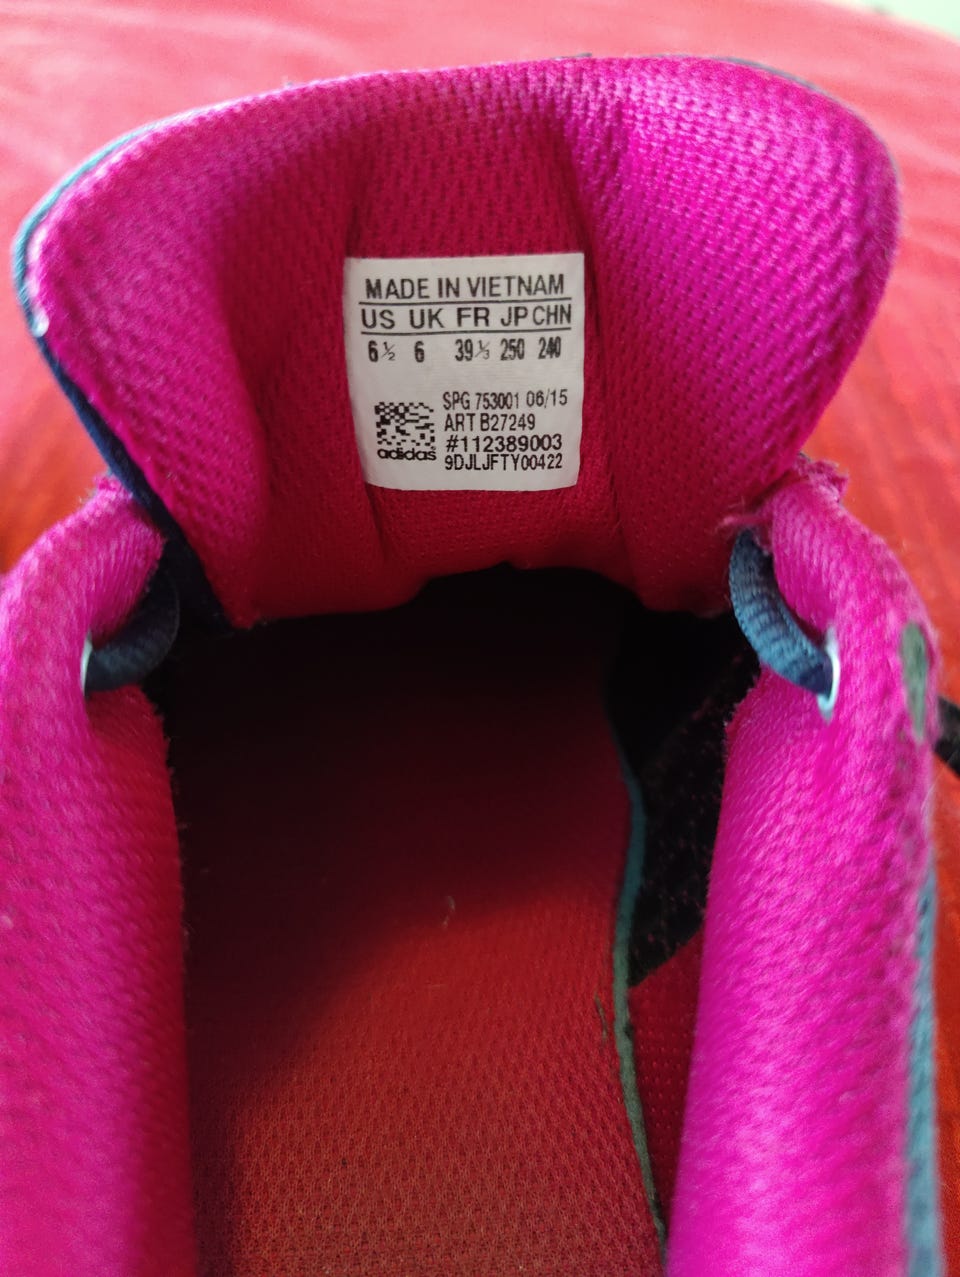 MADE IN VIETNAM
US UK FR JP CHN
6½ 6 39⅓ 250 240
SPG 753001 06/15
ART B27249
#112389003
adidas
9DJLJFTY00422